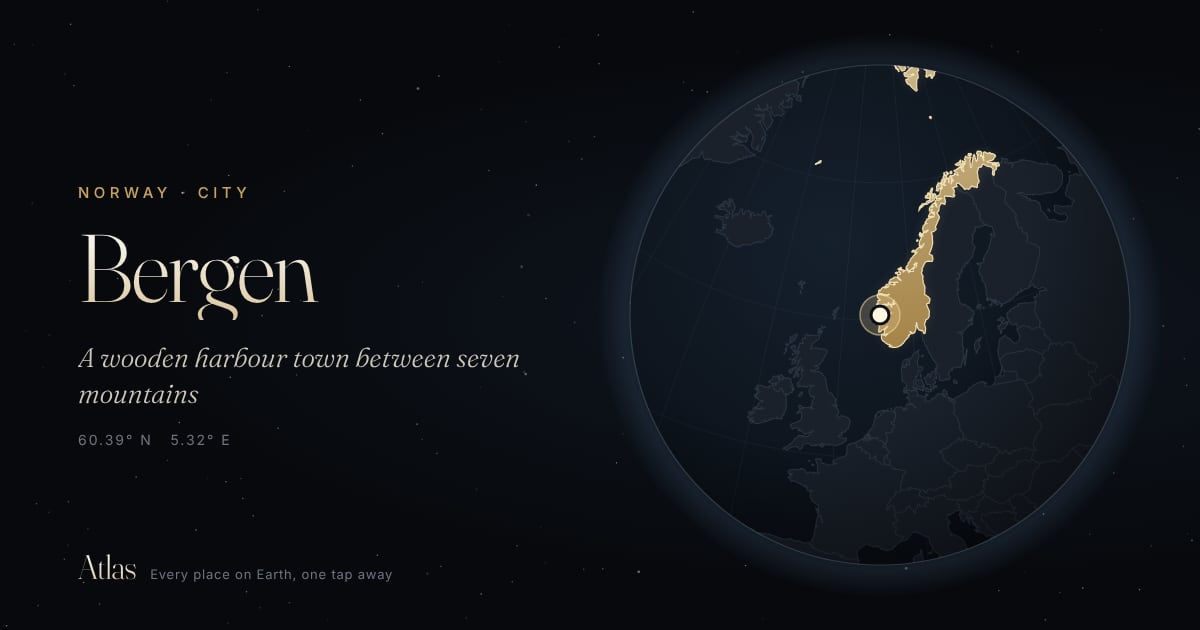 NORWAY · CITY
Bergen
A wooden harbour town between seven
mountains
60.39° N 5.32° E
Atlas Every place on Earth, one tap away